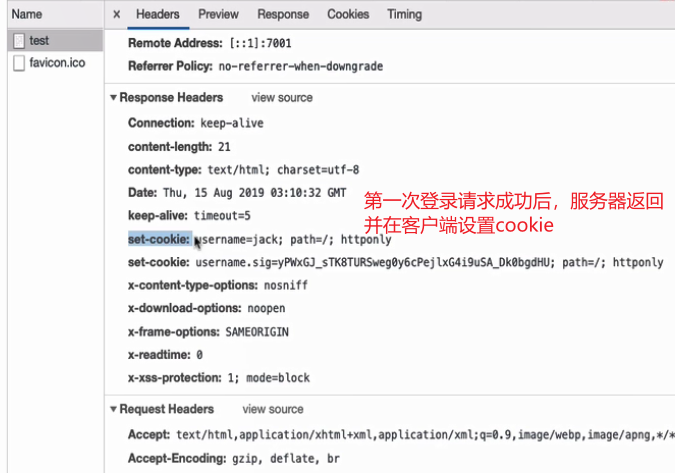 Name
× Headers Preview Response Cookies Timing
test
favicon.ico
Remote Address: [::1]:7001
Referrer Policy: no-referrer-when-downgrade
▼Response Headers view source
Connection: keep-alive
content-length: 21
content-type: text/html; charset=utf-8
Date: Thu, 15 Aug 2019 03:10:32 GMT
keep-alive: timeout=5
第一次登录请求成功后，服务器返回
并在客户端设置cookie
set-cookie: username=jack; path=/; httponly
set-cookie: username.sig=yPWxGJ_sTK8TURSweg0y6cPejlxG4i9uSA_Dk0bgdHU; path=/; httponly
x-content-type-options: nosniff
x-download-options: noopen
x-frame-options: SAMEORIGIN
x-readtime: 0
x-xss-protection: 1; mode=block
▼Request Headers view source
Accept: text/html,application/xhtml+xml,application/xml;q=0.9,image/webp,image/apng,*/*
Accept-Encoding: gzip, deflate, br